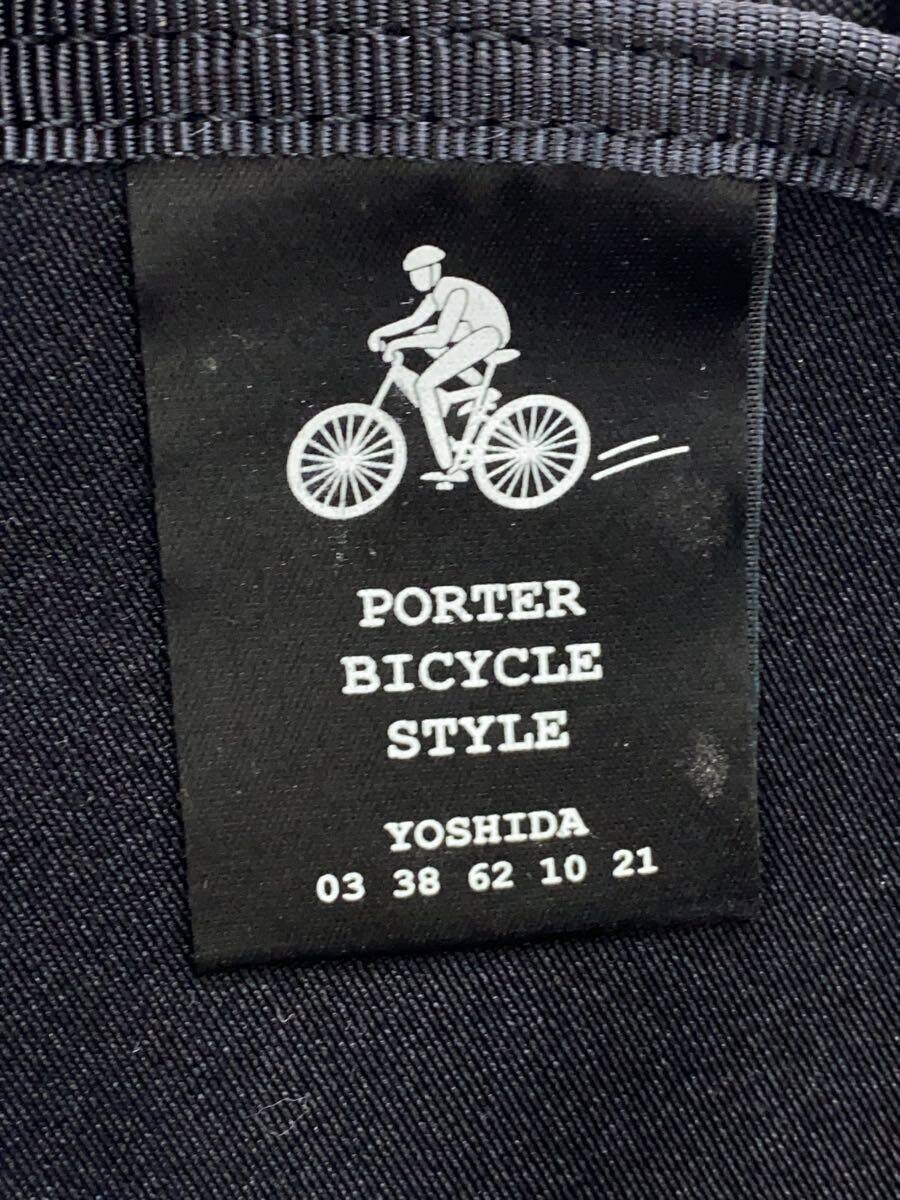 PORTER
BICYCLE
STYLE
YOSHIDA
03 38 62 10 21